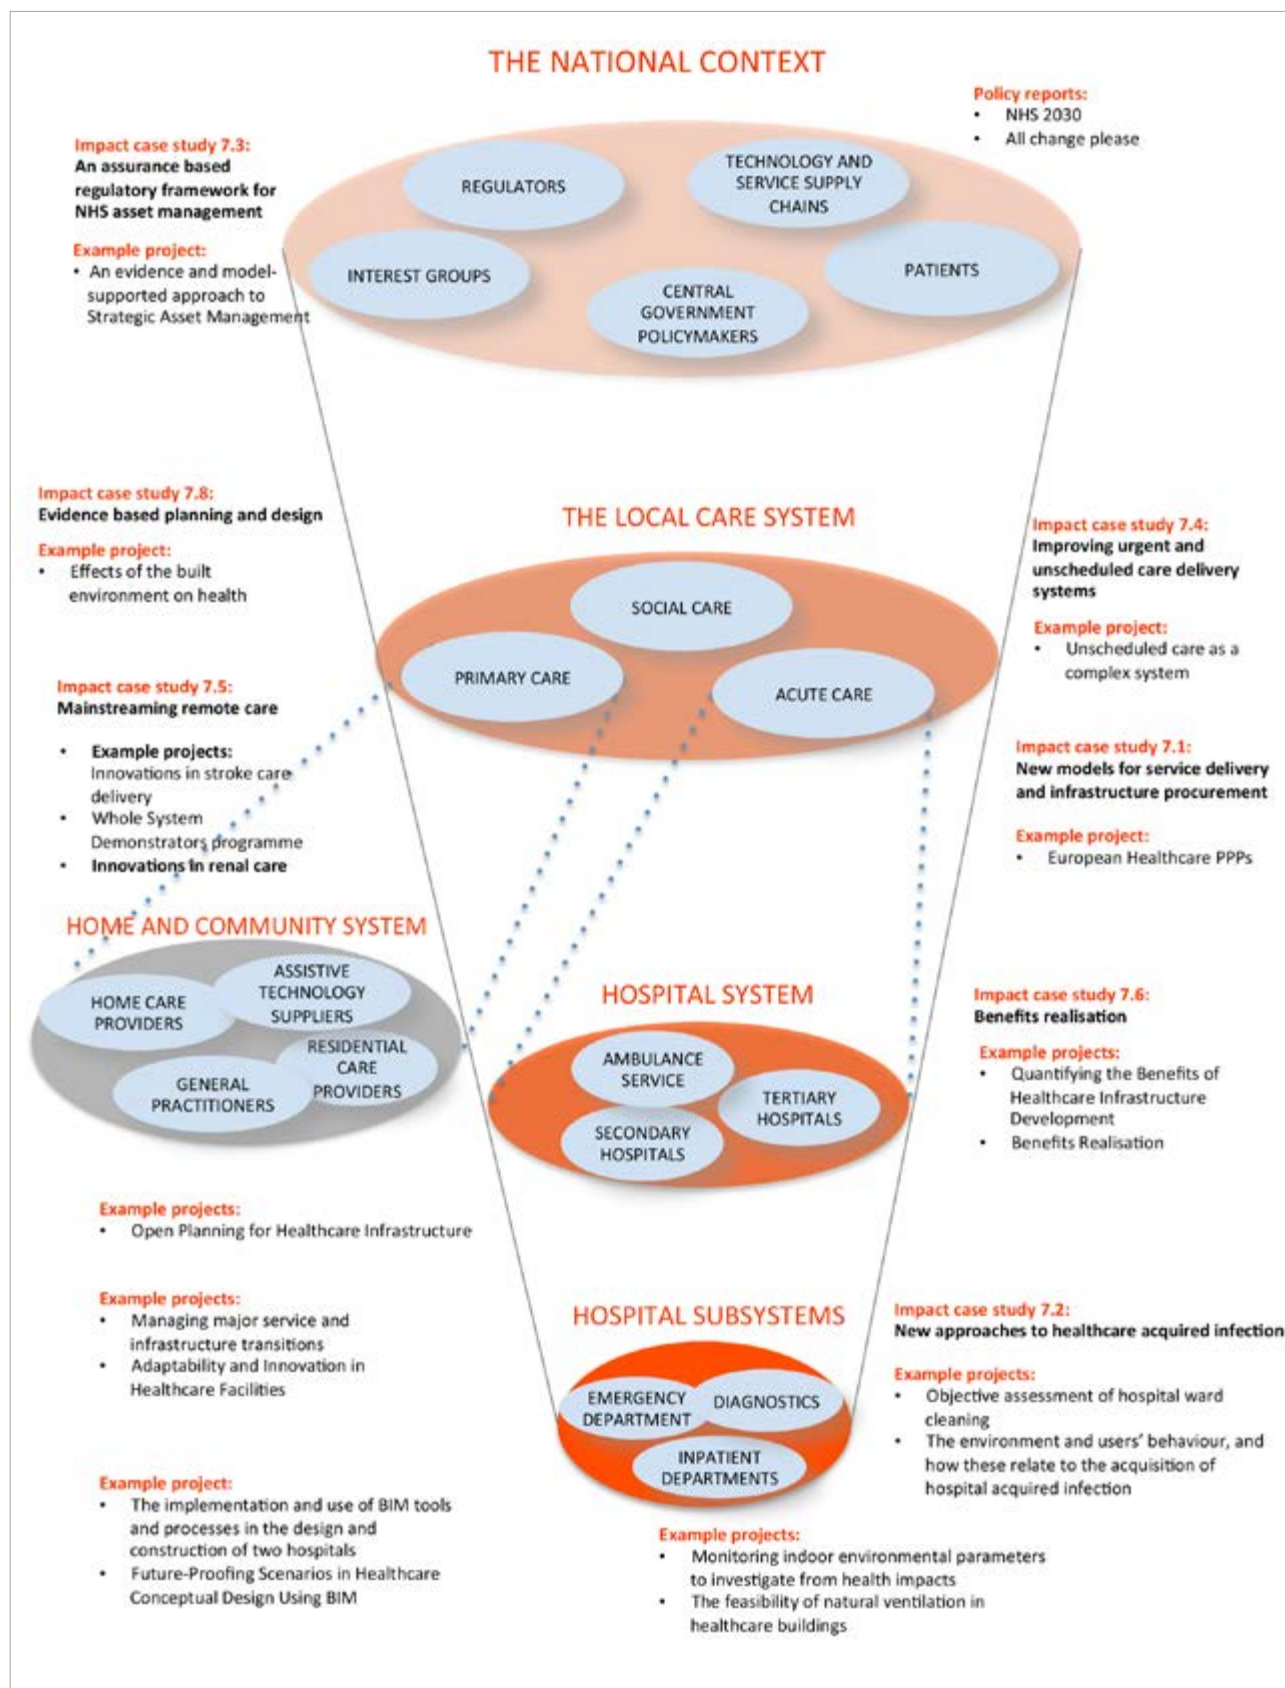 THE NATIONAL CONTEXT
Policy reports:
• NHS 2030
• All change please
Impact case study 7.3:
An assurance based
regulatory framework for
NHS asset management
Example project:
• An evidence and model-
supported approach to
Strategic Asset Management
REGULATORS
TECHNOLOGY AND
SERVICE SUPPLY
CHAINS
INTEREST GROUPS
PATIENTS
CENTRAL
GOVERNMENT
POLICYMAKERS
Impact case study 7.8:
Evidence based planning and design
Example project:
• Effects of the built
environment on health
THE LOCAL CARE SYSTEM
SOCIAL CARE
PRIMARY CARE
ACUTE CARE
Impact case study 7.4:
Improving urgent and
unscheduled care delivery
systems
Example project:
• Unscheduled care as a
complex system
Impact case study 7.5:
Mainstreaming remote care
• Example projects:
Innovations in stroke care
delivery
• Whole System
Demonstrators programme
• Innovations in renal care
Impact case study 7.1:
New models for service delivery
and infrastructure procurement
Example project:
• European Healthcare PPPs
HOME AND COMMUNITY SYSTEM
HOME CARE
PROVIDERS
ASSISTIVE
TECHNOLOGY
SUPPLIERS
RESIDENTIAL
CARE
PROVIDERS
GENERAL
PRACTITIONERS
HOSPITAL SYSTEM
AMBULANCE
SERVICE
TERTIARY
HOSPITALS
SECONDARY
HOSPITALS
Impact case study 7.6:
Benefits realisation
Example projects:
• Quantifying the Benefits of
Healthcare Infrastructure
Development
• Benefits Realisation
Example projects:
• Open Planning for Healthcare Infrastructure
Example projects:
• Managing major service and
infrastructure transitions
• Adaptability and Innovation in
Healthcare Facilities
HOSPITAL SUBSYSTEMS
EMERGENCY
DEPARTMENT
DIAGNOSTICS
INPATIENT
DEPARTMENTS
Impact case study 7.2:
New approaches to healthcare acquired infection
Example projects:
• Objective assessment of hospital ward
cleaning
• The environment and users' behaviour, and
how these relate to the acquisition of
hospital acquired infection
Example project:
• The implementation and use of BIM tools
and processes in the design and
construction of two hospitals
• Future-Proofing Scenarios in Healthcare
Conceptual Design Using BIM
Example projects:
• Monitoring indoor environmental parameters
to investigate from health impacts
• The feasibility of natural ventilation in
healthcare buildings